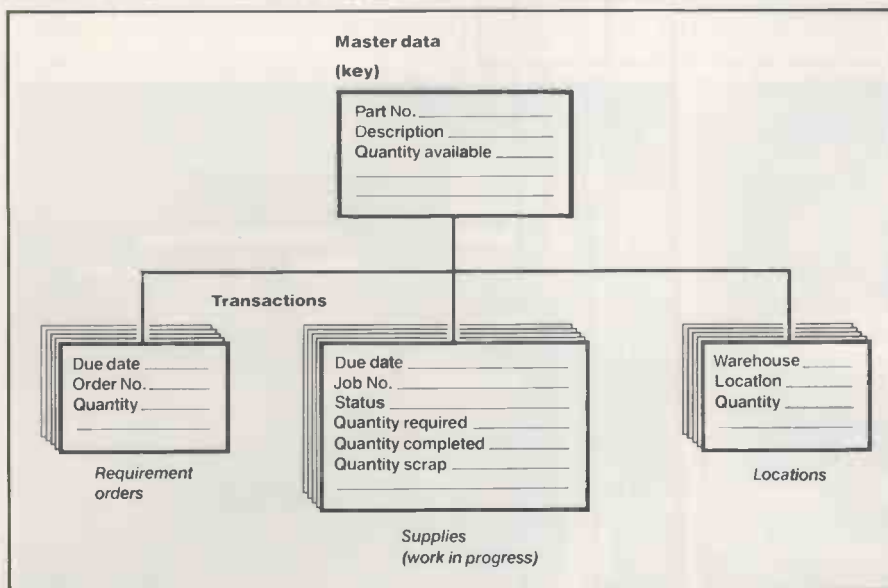 Master data
(key)
Part No.
Description
Quantity available
Transactions
Due date
Order No.
Quantity
Requirement
orders
Due date
Job No.
Status
Quantity required
Quantity completed
Quantity scrap
Supplies
(work in progress)
Warehouse
Location
Quantity
Locations